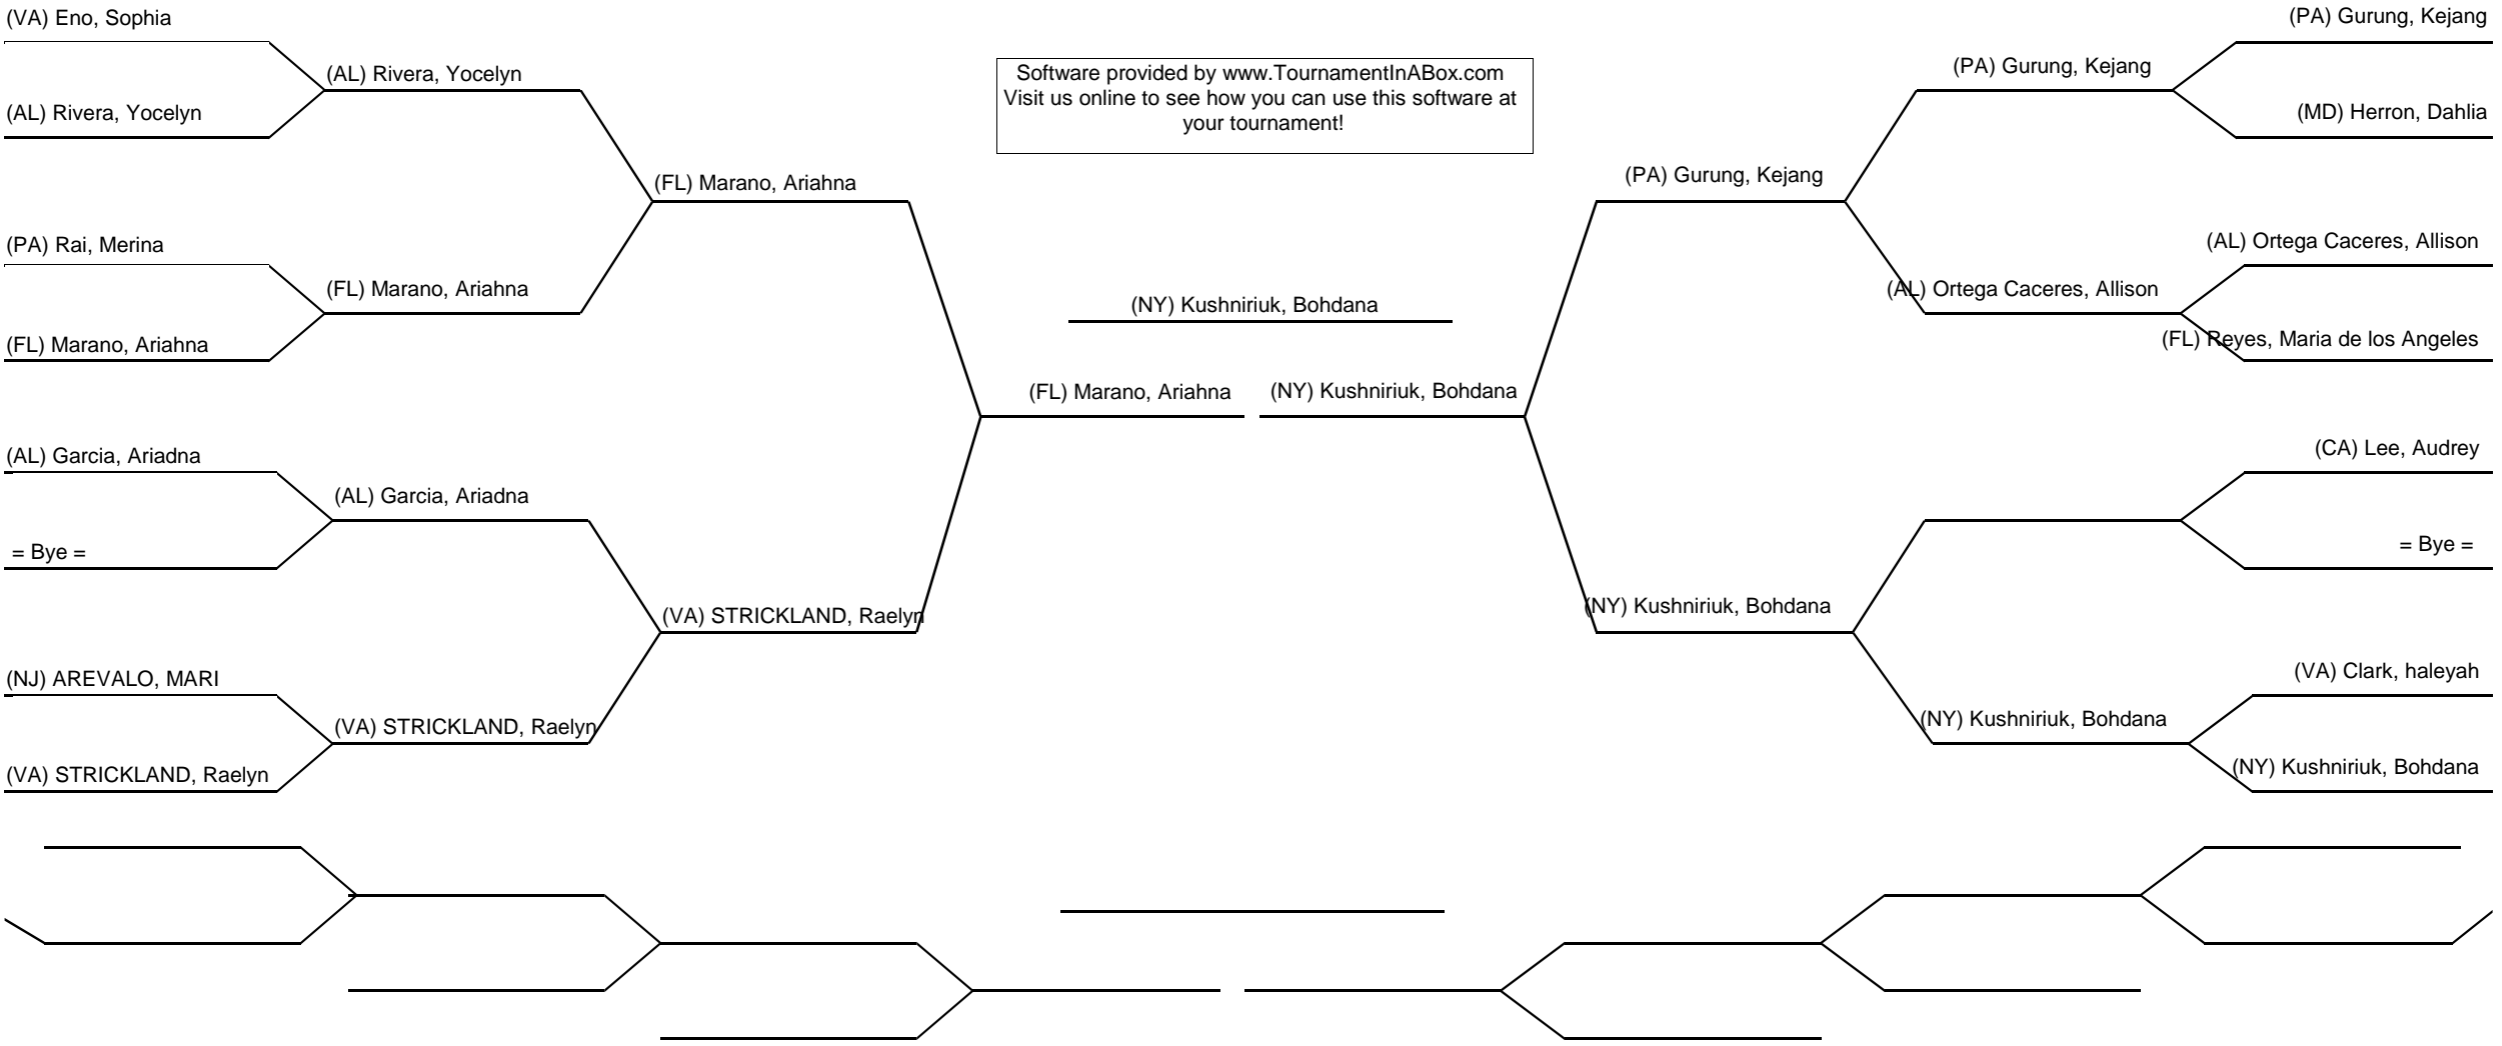 (VA) Eno, Sophia
(AL) Rivera, Yocelyn
(PA) Rai, Merina
(FL) Marano, Ariahna
(AL) Garcia, Ariadna
= Bye =
(NJ) AREVALO, MARI
(VA) STRICKLAND, Raelyn
(AL) Rivera, Yocelyn
(FL) Marano, Ariahna
(AL) Garcia, Ariadna
(VA) STRICKLAND, Raelyn
(FL) Marano, Ariahna
(VA) STRICKLAND, Raelyn
Software provided by www.TournamentInABox.com
Visit us online to see how you can use this software at
your tournament!
(NY) Kushniriuk, Bohdana
(FL) Marano, Ariahna
(NY) Kushniriuk, Bohdana
(PA) Gurung, Kejang
(NY) Kushniriuk, Bohdana
(PA) Gurung, Kejang
(AL) Ortega Caceres, Allison
(NY) Kushniriuk, Bohdana
(PA) Gurung, Kejang
(MD) Herron, Dahlia
(AL) Ortega Caceres, Allison
(FL) Reyes, Maria de los Angeles
(CA) Lee, Audrey
= Bye =
(VA) Clark, haleyah
(NY) Kushniriuk, Bohdana